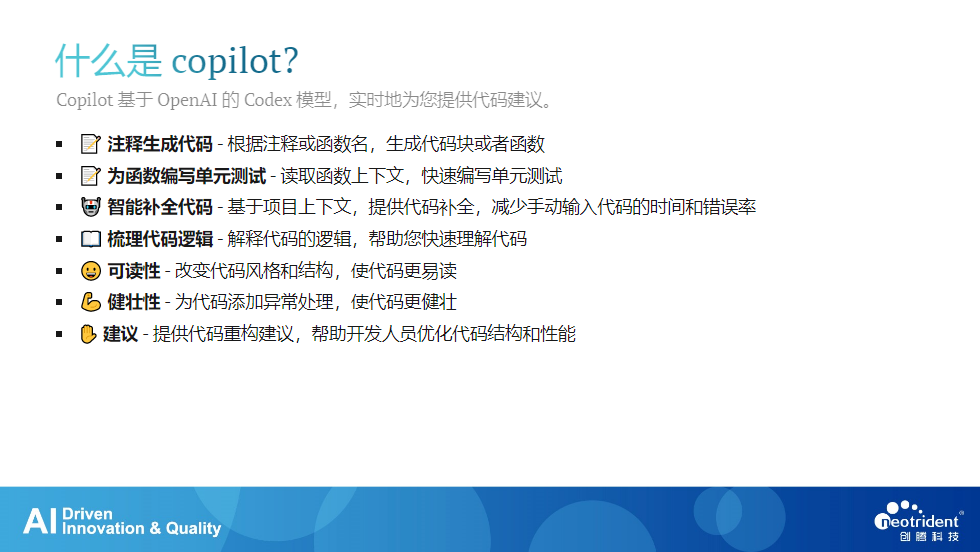 什么是 copilot?
Copilot 基于 OpenAI 的 Codex 模型，实时地为您提供代码建议。
▪ 📝 注释生成代码 - 根据注释或函数名，生成代码块或者函数
▪ 📝 为函数编写单元测试 - 读取函数上下文，快速编写单元测试
▪ 🤖 智能补全代码 - 基于项目上下文，提供代码补全，减少手动输入代码的时间和错误率
▪ 📖 梳理代码逻辑 - 解释代码的逻辑，帮助您快速理解代码
▪ 😀 可读性 - 改变代码风格和结构，使代码更易读
▪ 💪 健壮性 - 为代码添加异常处理，使代码更健壮
▪ ✋ 建议 - 提供代码重构建议，帮助开发人员优化代码结构和性能
AI Driven
Innovation & Quality
neotrident®
创腾科技